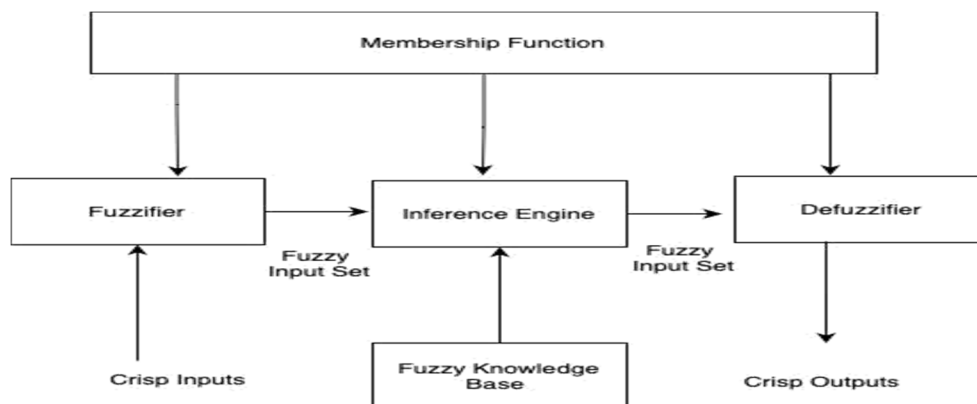 Membership Function
Fuzzifier
Inference Engine
Defuzzifier
Fuzzy
Input Set
Fuzzy
Input Set
Crisp Inputs
Fuzzy Knowledge
Base
Crisp Outputs